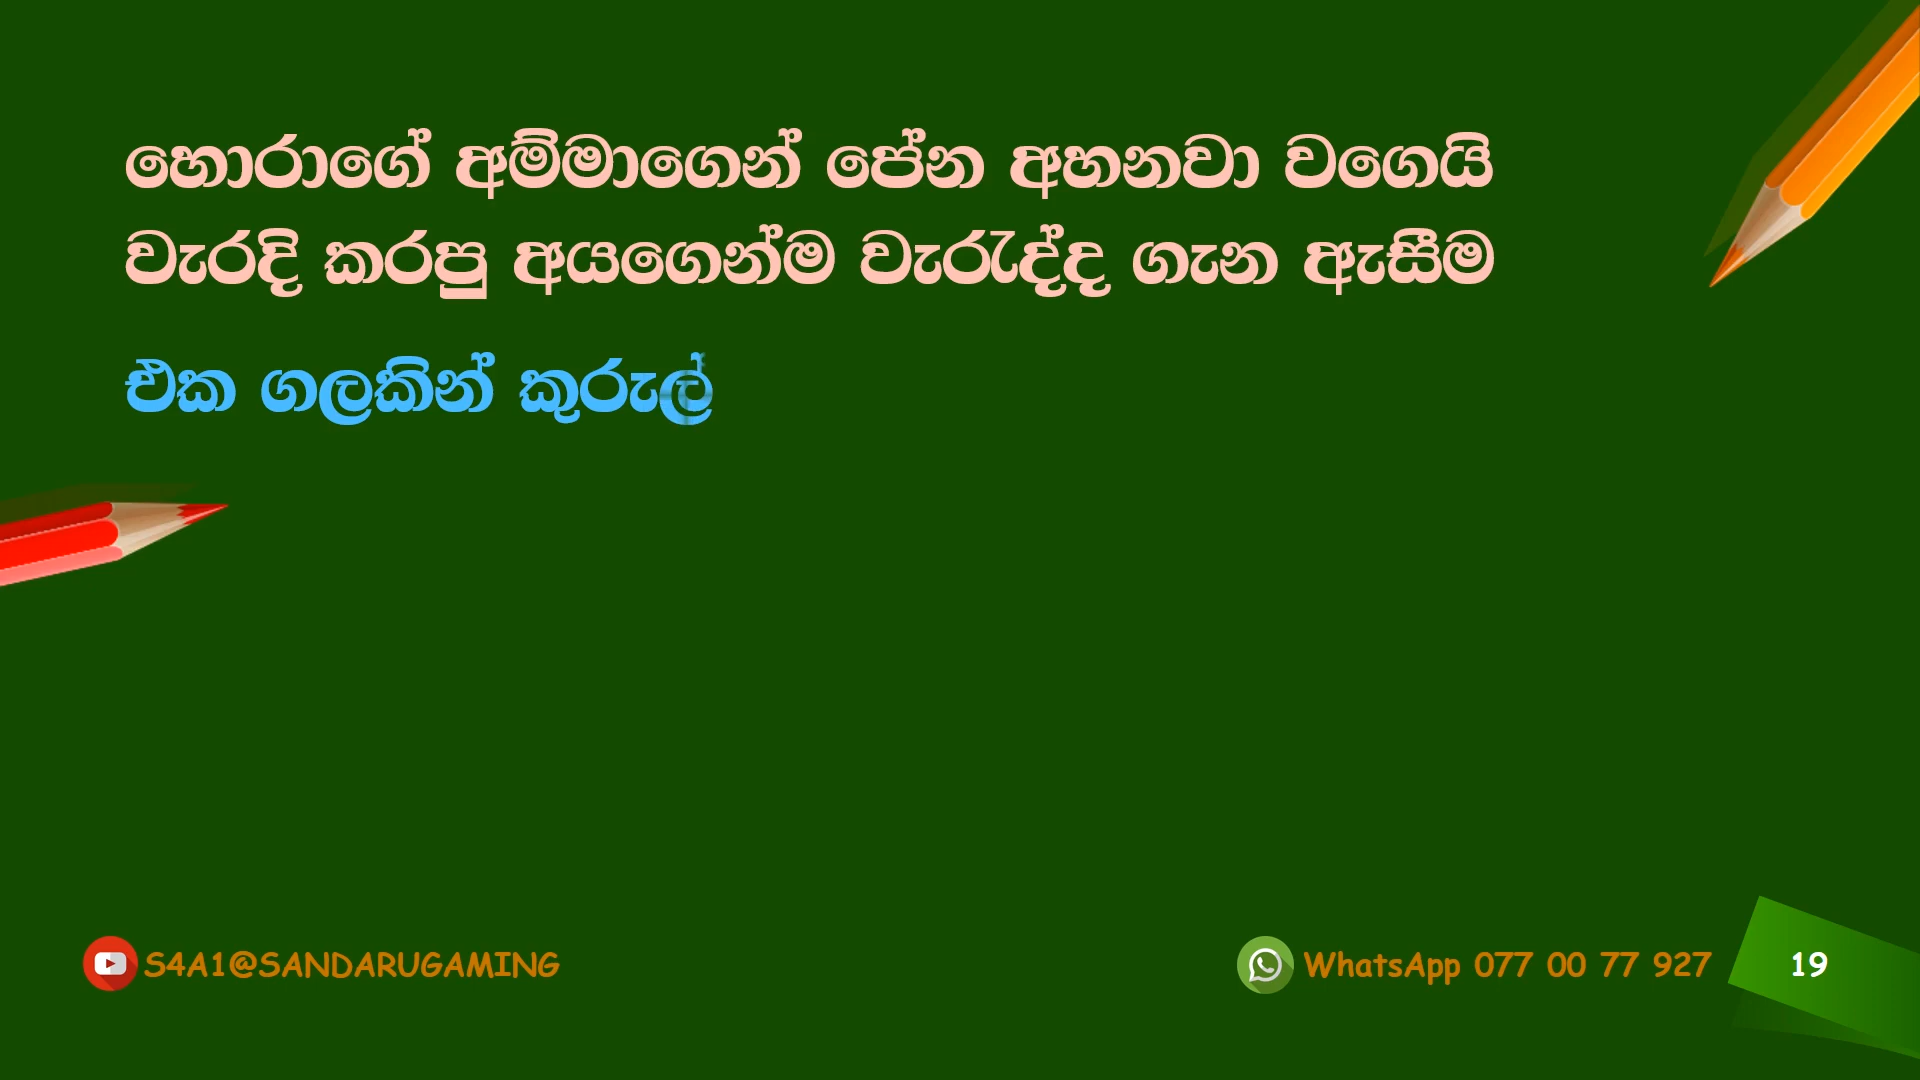 හොරාගේ අම්මාගෙන් පේන අහනවා වගෙයි
වැරදි කරපු අයගෙන්ම වැරැද්ද ගැන ඇසීම
එක ගලකින් කුරුල්
S4A1@SANDARUGAMING
WhatsApp 077 00 77 927
19